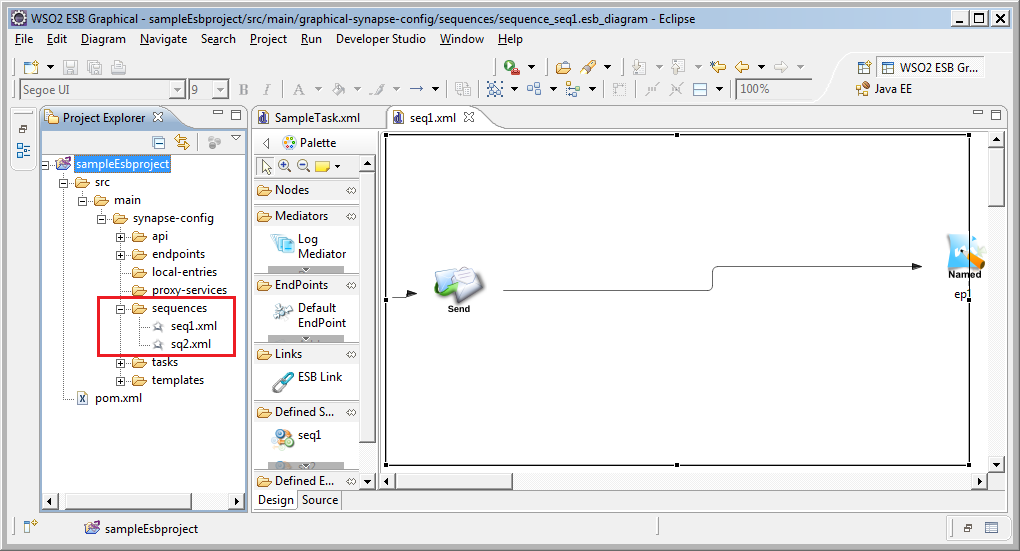 WSO2 ESB Graphical - sampleEsbproject/src/main/graphical-synapse-config/sequences/sequence_seq1.esb_diagram - Eclipse
File Edit Diagram Navigate Search Project Run Developer Studio Window Help
WSO2 ESB Gr...
Segoe UI 9 B I A 100%
Java EE
Project Explorer
sampleEsbproject
src
main
synapse-config
api
endpoints
local-entries
proxy-services
sequences
seq1.xml
sq2.xml
tasks
templates
pom.xml
SampleTask.xml
seq1.xml
Palette
Nodes
Mediators
Log
Mediator
EndPoints
Default
EndPoint
Links
ESB Link
Defined S...
seq1
Defined E...
Design Source
Send
Named
ep1
sampleEsbproject